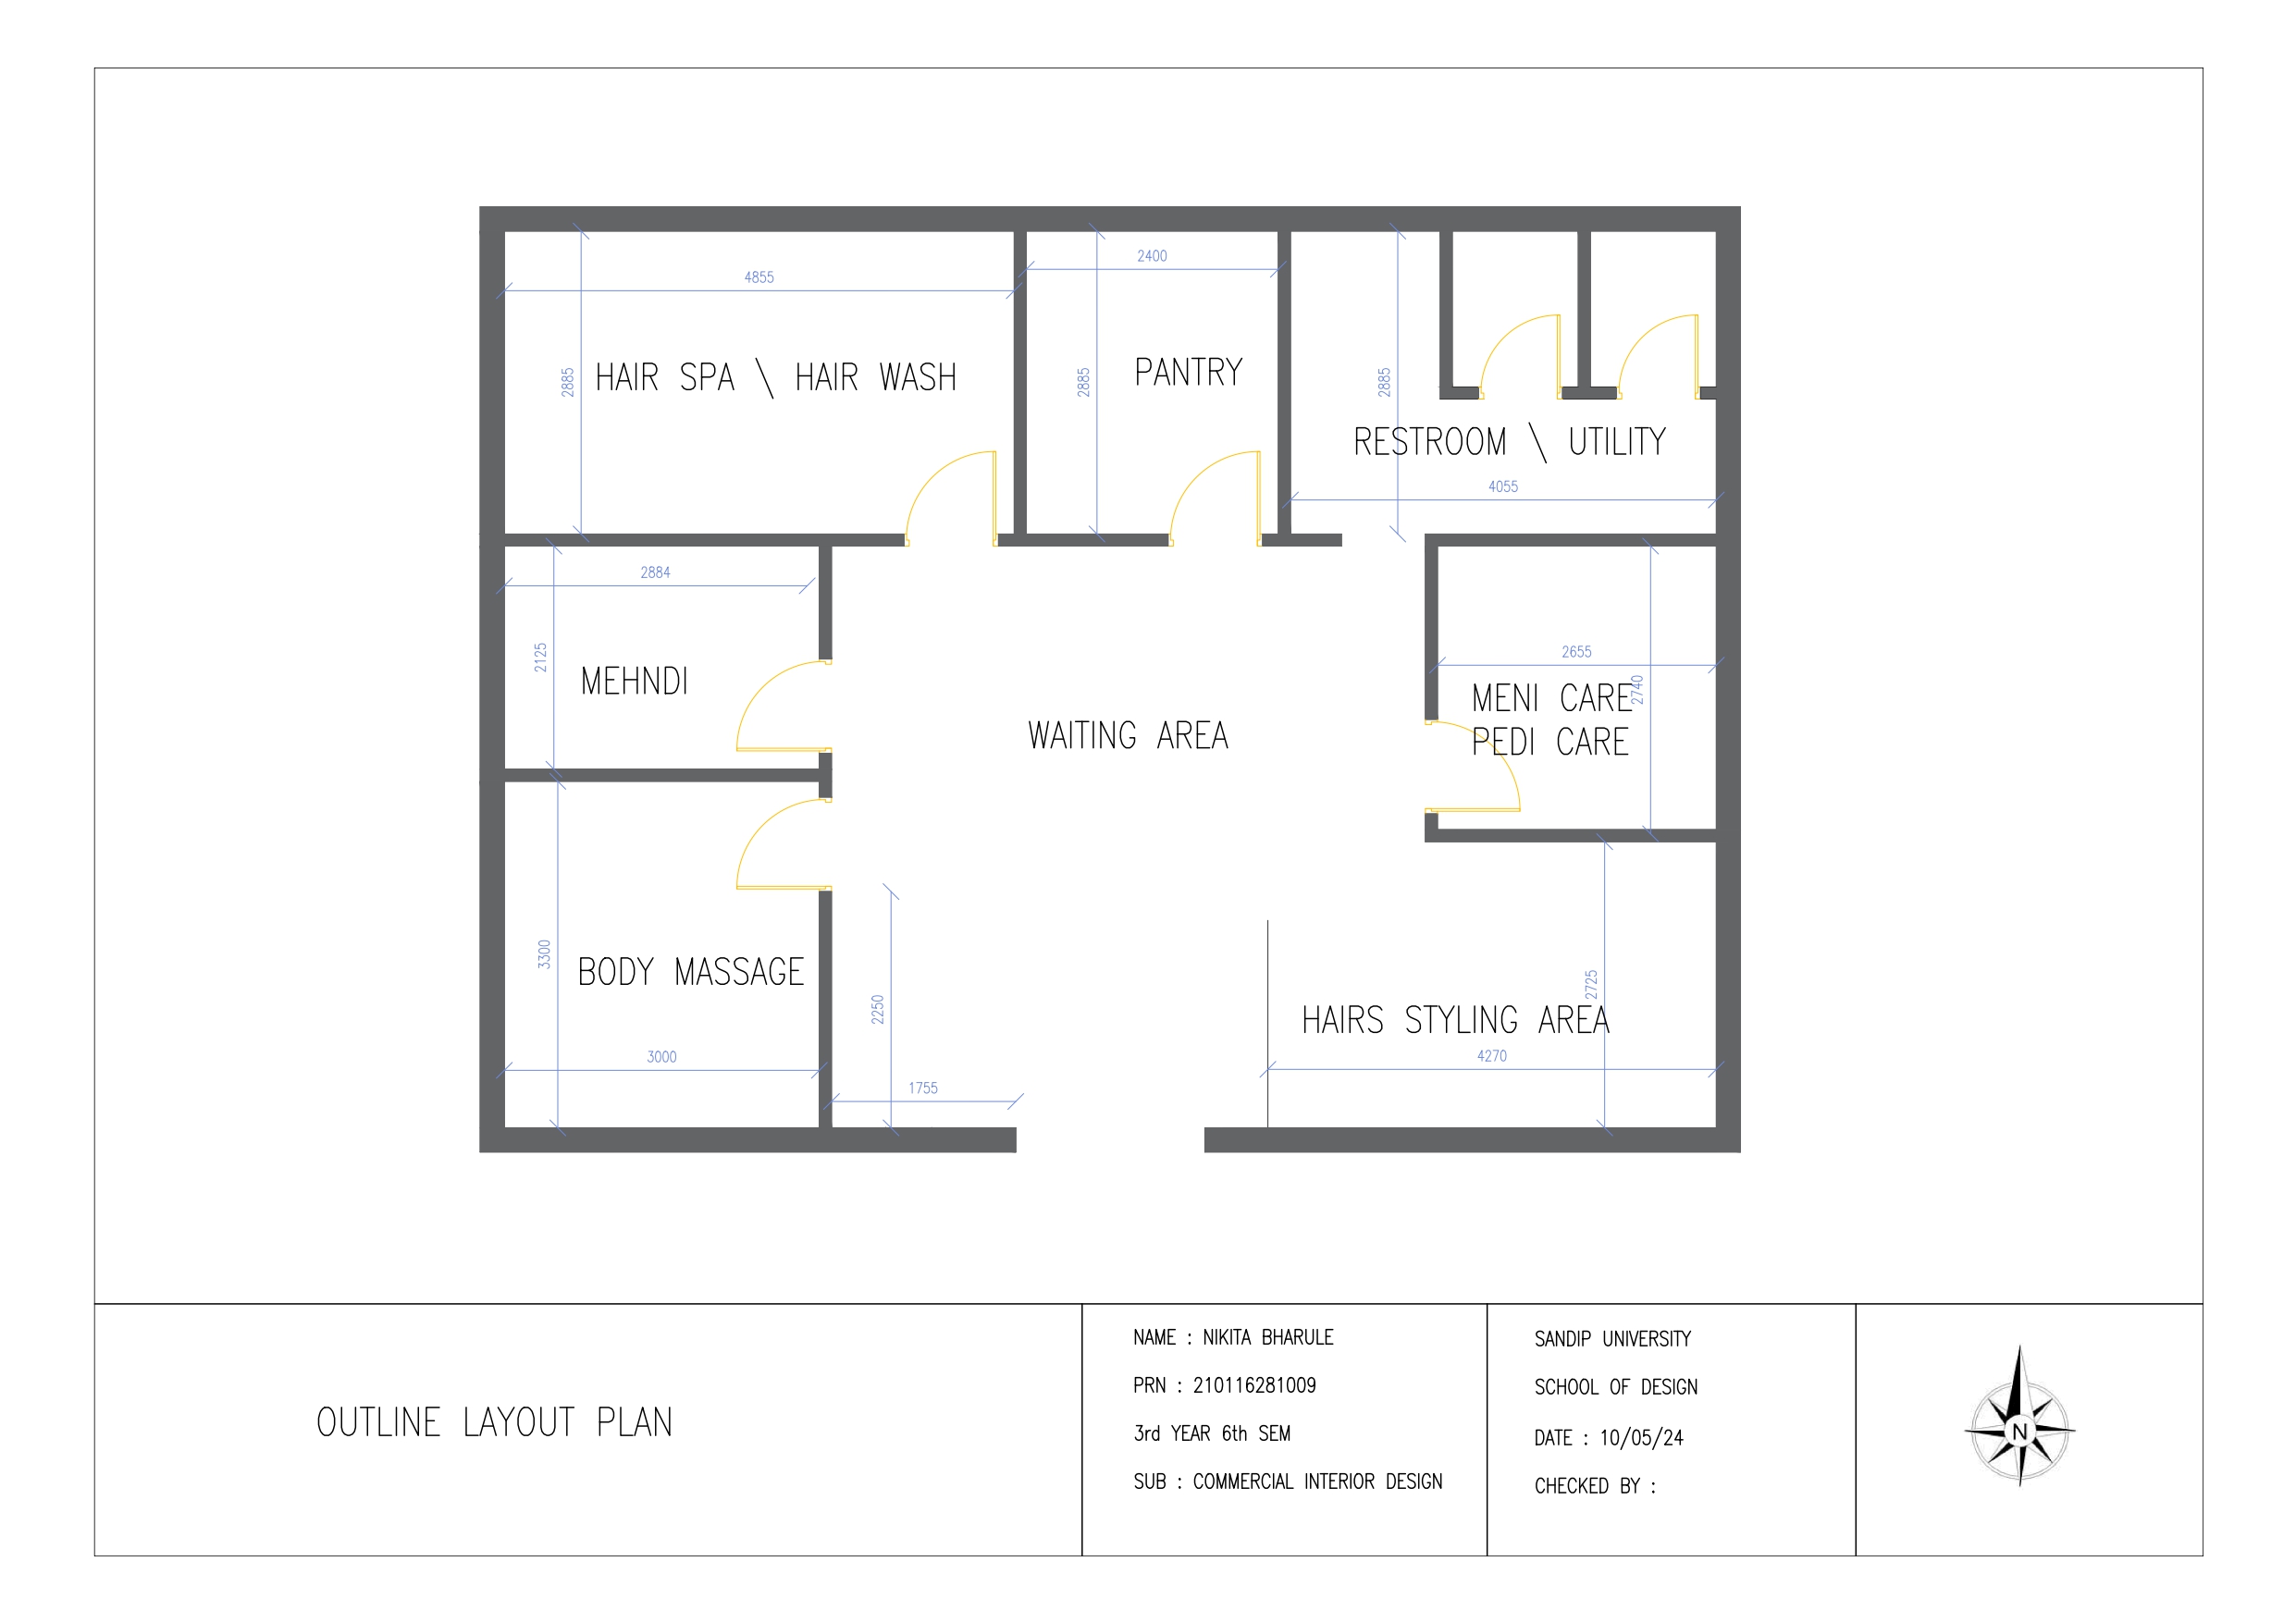 2400
4855
HAIR SPA \ HAIR WASH
2885
PANTRY
2885
2885
RESTROOM \ UTILITY
4055
2884
2125
MEHNDI
WAITING AREA
2655
2740
MENI CARE
PEDI CARE
3300
BODY MASSAGE
3000
2250
1755
2725
HAIRS STYLING AREA
4270
OUTLINE LAYOUT PLAN
NAME : NIKITA BHARULE
PRN : 210116281009
3rd YEAR 6th SEM
SUB : COMMERCIAL INTERIOR DESIGN
SANDIP UNIVERSITY
SCHOOL OF DESIGN
DATE : 10/05/24
CHECKED BY :
N